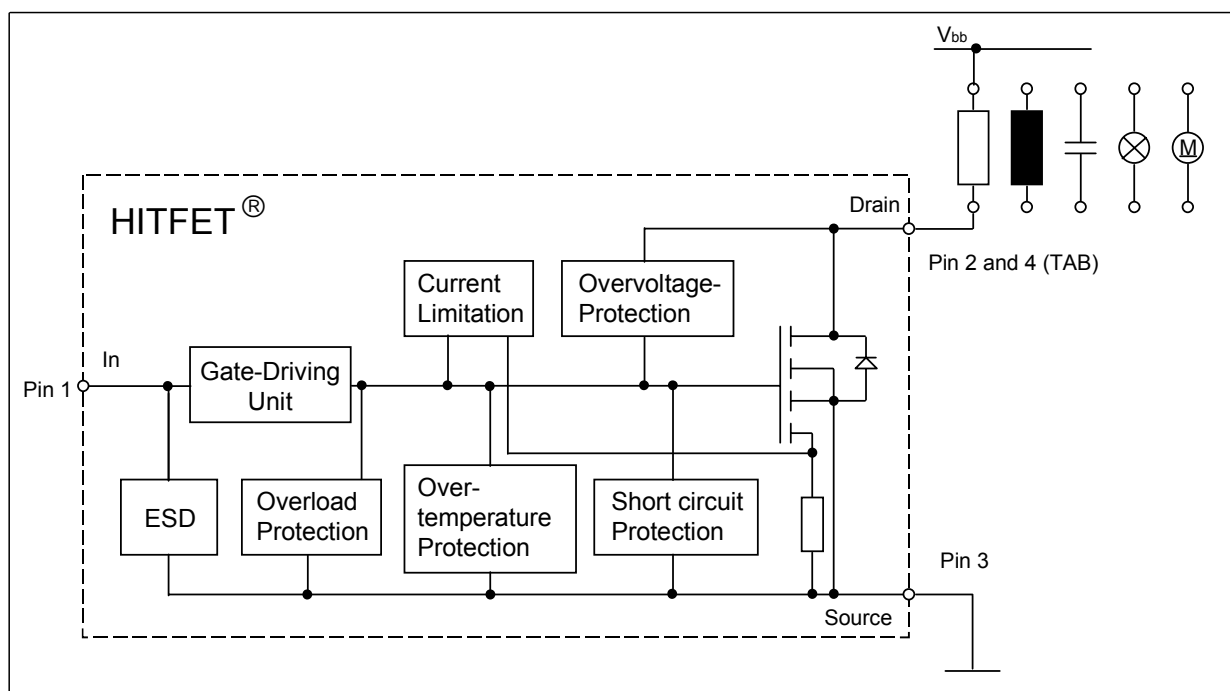 Vbb
M
HITFET ®
Drain
Pin 2 and 4 (TAB)
Current
Limitation
Overvoltage-
Protection
In
Pin 1
Gate-Driving
Unit
ESD
Overload
Protection
Over-
temperature
Protection
Short circuit
Protection
Pin 3
Source